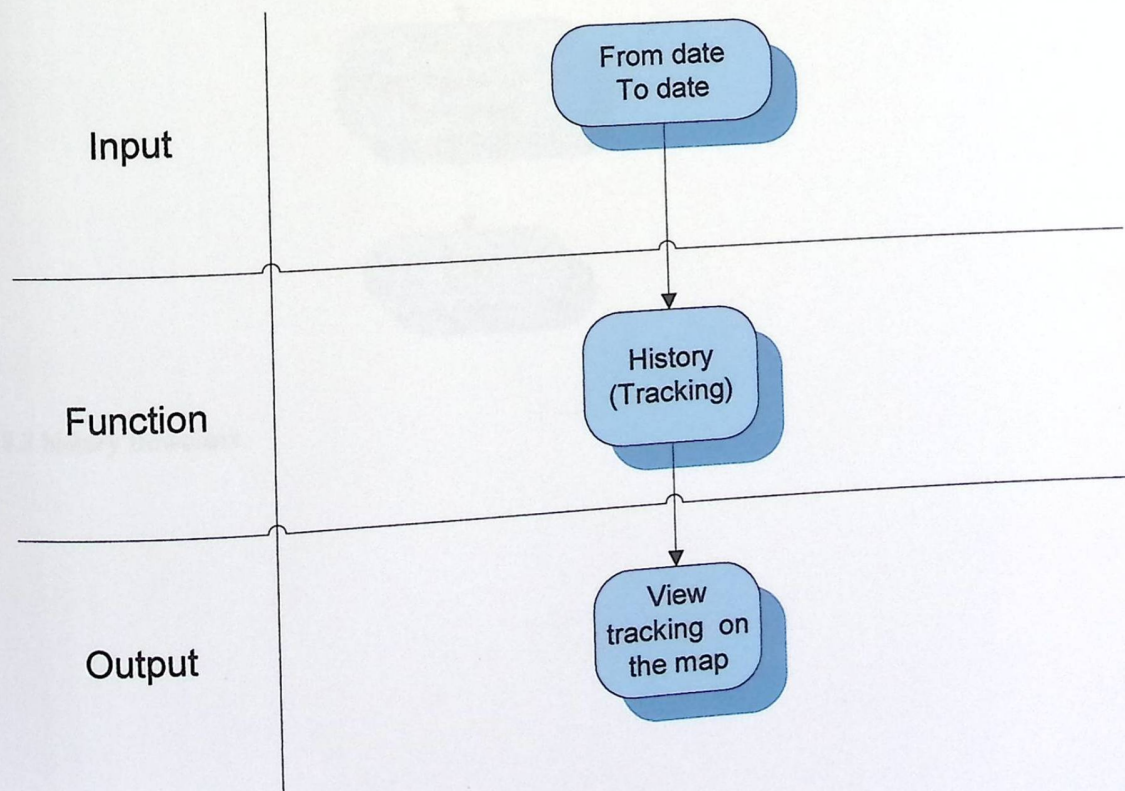 From date
To date
Input
History
(Tracking)
Function
View
tracking on
the map
Output